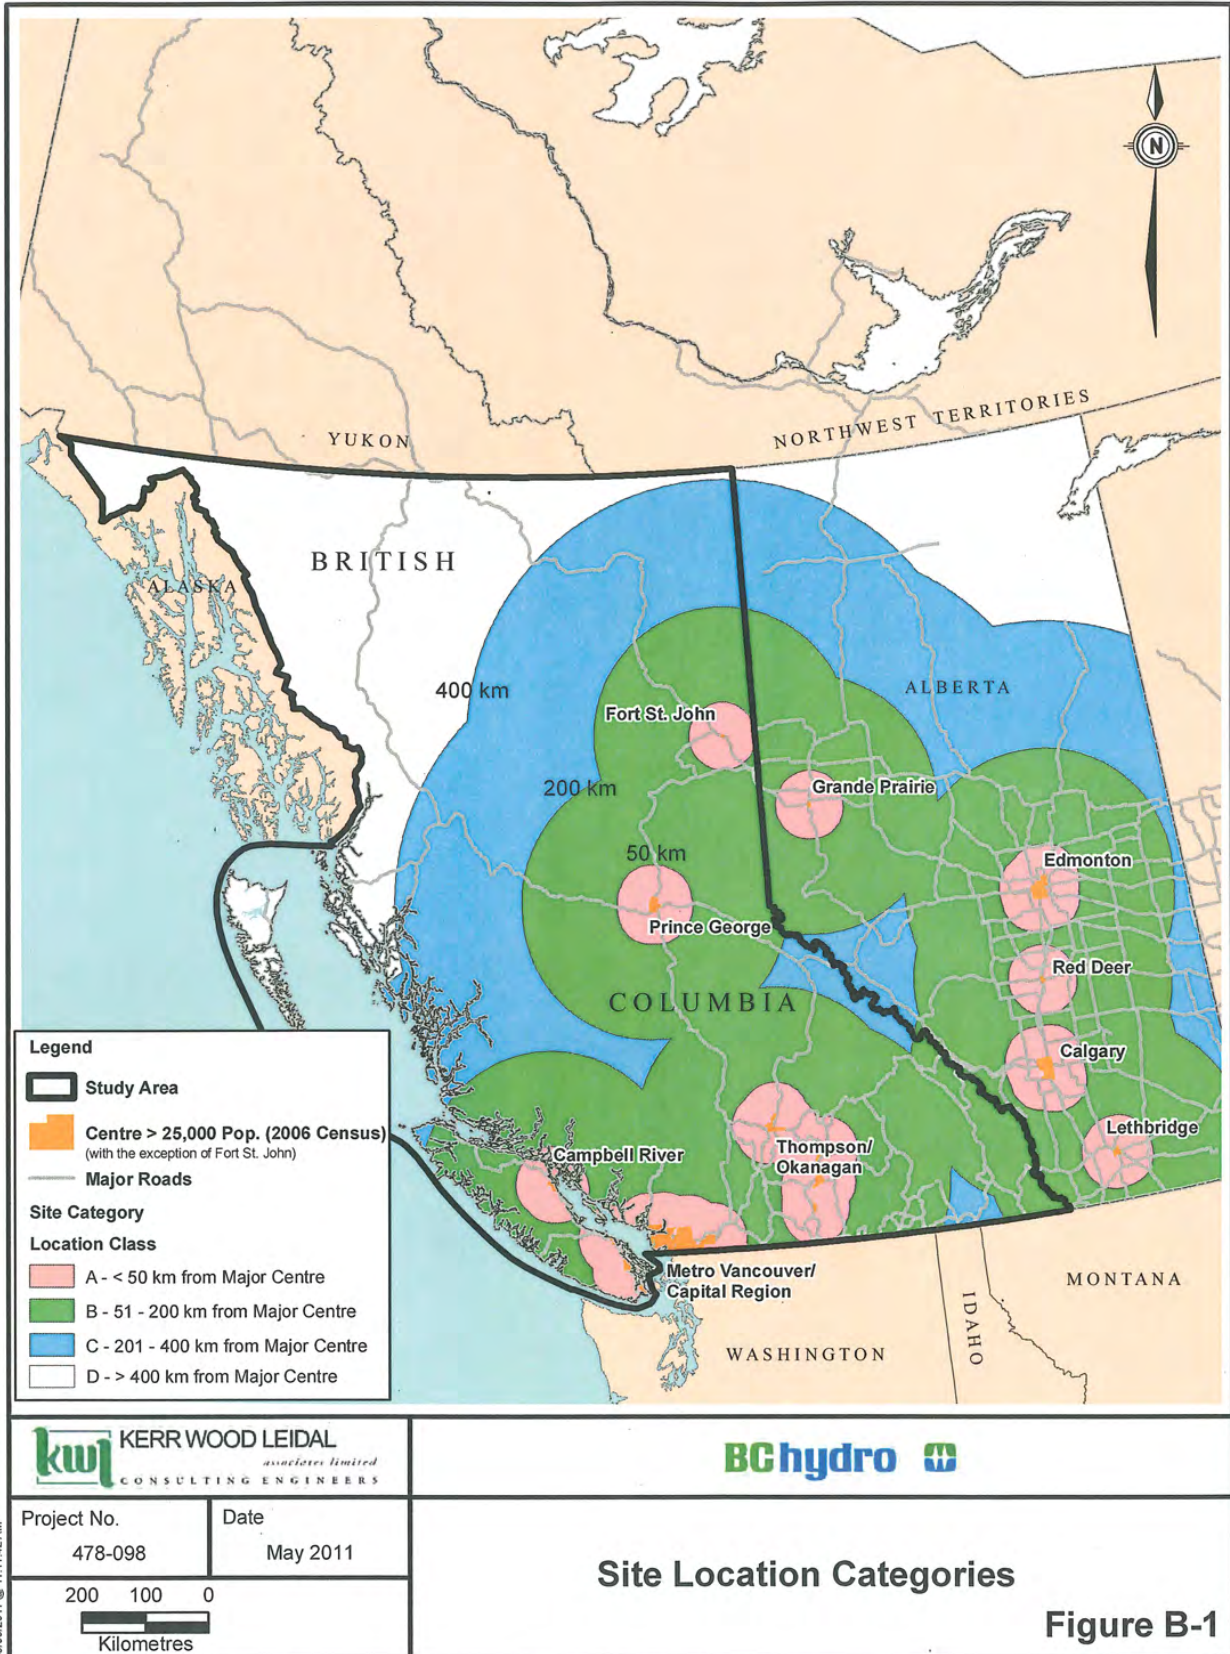 N
YUKON
NORTHWEST TERRITORIES
BRITISH
ALASKA
400 km
ALBERTA
Fort St. John
200 km
Grande Prairie
50 km
Edmonton
Prince George
Red Deer
COLUMBIA
Calgary
Lethbridge
Thompson/
Okanagan
Campbell River
Metro Vancouver/
Capital Region
MONTANA
IDAHO
WASHINGTON
Legend
Study Area
Centre > 25,000 Pop. (2006 Census)
(with the exception of Fort St. John)
Major Roads
Site Category
Location Class
A - < 50 km from Major Centre
B - 51 - 200 km from Major Centre
C - 201 - 400 km from Major Centre
D - > 400 km from Major Centre
kwl KERR WOOD LEIDAL
associates limited
CONSULTING ENGINEERS
BC hydro
Project No.
478-098
Date
May 2011
200 100 0
Kilometres
Site Location Categories
Figure B-1